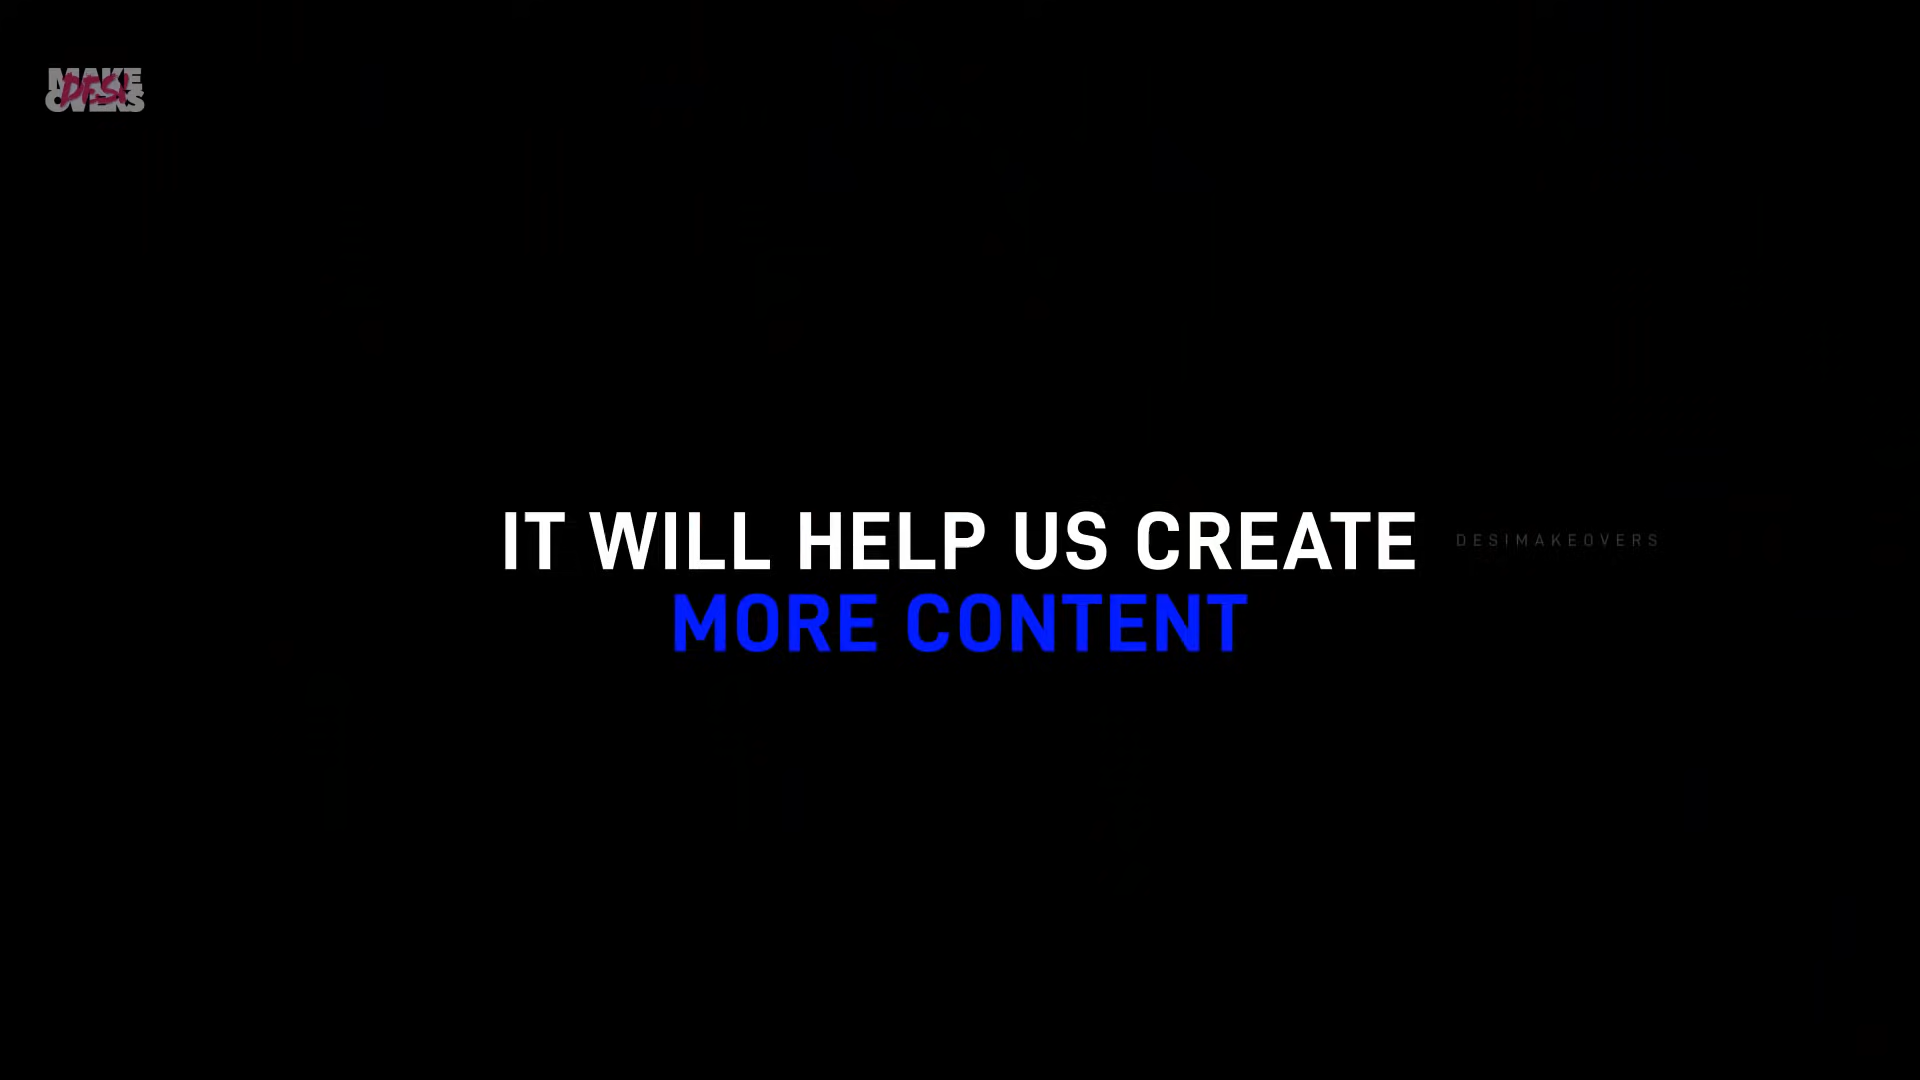 MAKE
DESI
OVERS
IT WILL HELP US CREATE
DESIMAKEOVERS
MORE CONTENT